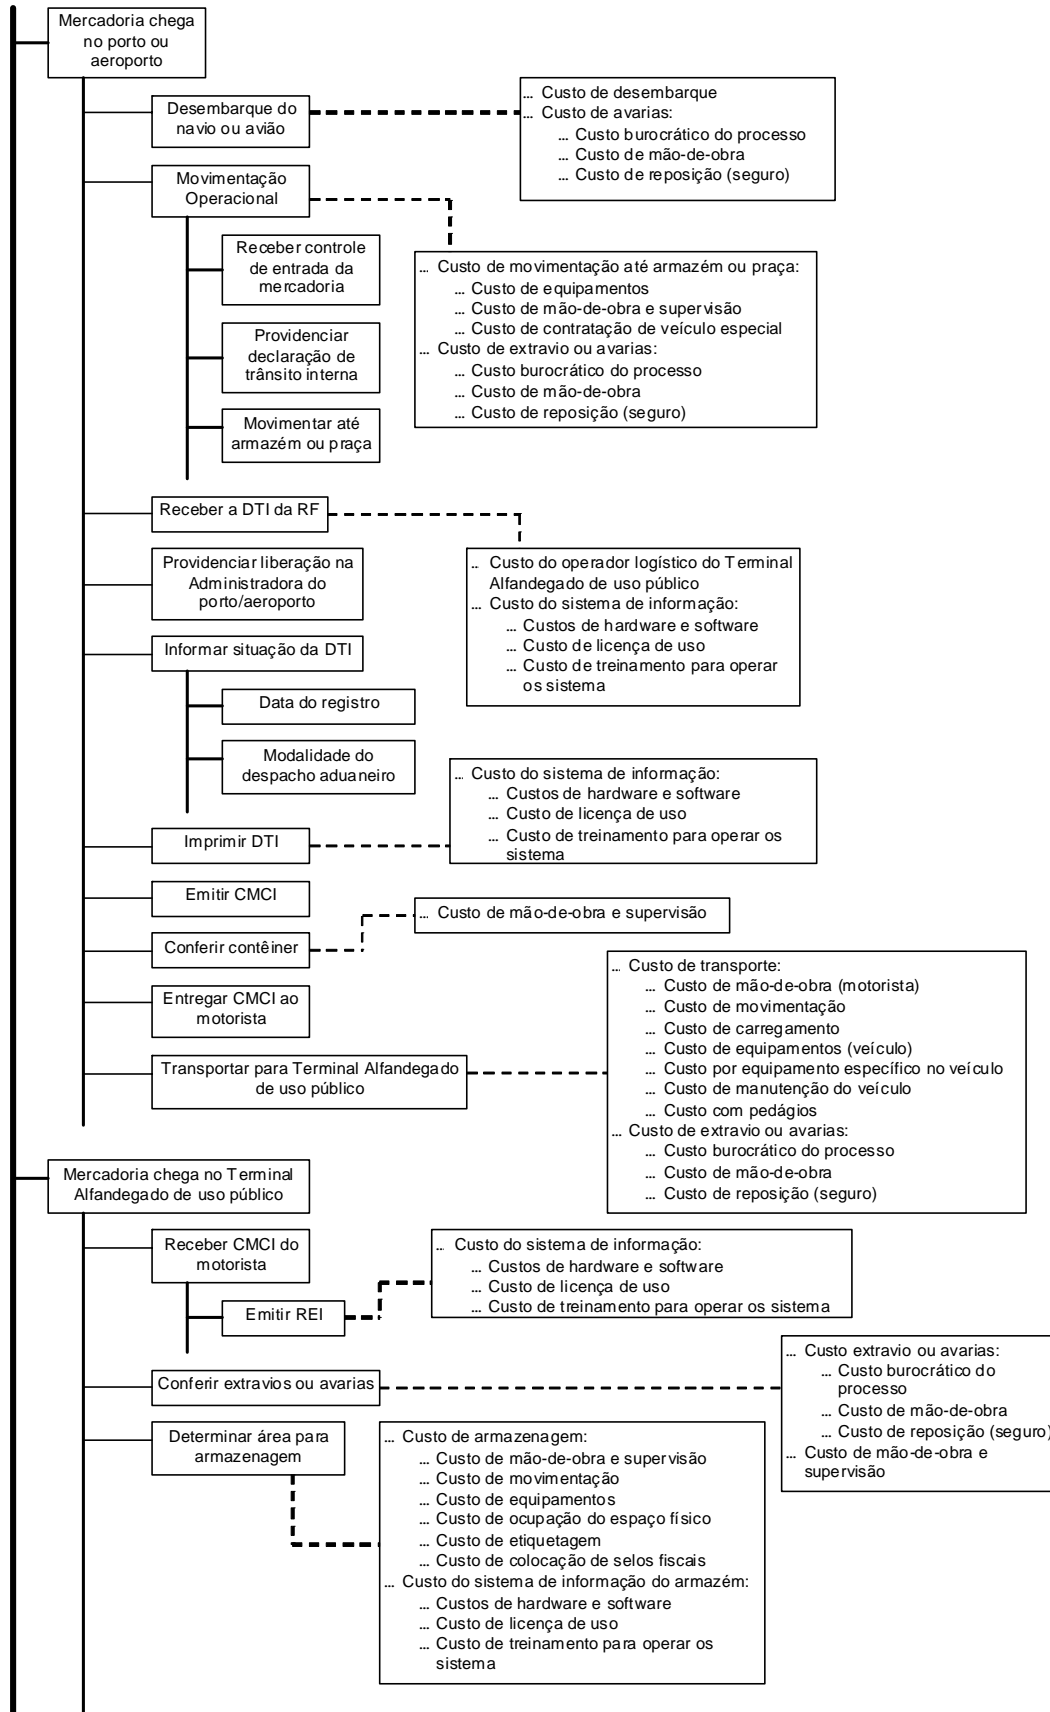 Mercadoria chega
no porto ou
aeroporto
Desembarque do
navio ou avião
... Custo de desembarque
... Custo de avarias:
... Custo burocrático do processo
... Custo de mão-de-obra
... Custo de reposição (seguro)
Movimentação
Operacional
Receber controle
de entrada da
mercadoria
Providenciar
declaração de
trânsito interna
Movimentar até
armazém ou praça
... Custo de movimentação até armazém ou praça:
... Custo de equipamentos
... Custo de mão-de-obra e supervisão
... Custo de contratação de veículo especial
... Custo de extravio ou avarias:
... Custo burocrático do processo
... Custo de mão-de-obra
... Custo de reposição (seguro)
Receber a DTI da RF
... Custo do operador logístico do Terminal
Alfandegado de uso público
... Custo do sistema de informação:
... Custos de hardware e software
... Custo de licença de uso
... Custo de treinamento para operar
os sistema
Providenciar liberação na
Administradora do
porto/aeroporto
Informar situação da DTI
Data do registro
Modalidade do
despacho aduaneiro
Imprimir DTI
... Custo do sistema de informação:
... Custos de hardware e software
... Custo de licença de uso
... Custo de treinamento para operar os
sistema
Emitir CMCI
Conferir contêiner
... Custo de mão-de-obra e supervisão
Entregar CMCI ao
motorista
Transportar para Terminal Alfandegado
de uso público
... Custo de transporte:
... Custo de mão-de-obra (motorista)
... Custo de movimentação
... Custo de carregamento
... Custo de equipamentos (veículo)
... Custo por equipamento específico no veículo
... Custo de manutenção do veículo
... Custo com pedágios
... Custo de extravio ou avarias:
... Custo burocrático do processo
... Custo de mão-de-obra
... Custo de reposição (seguro)
Mercadoria chega no Terminal
Alfandegado de uso público
Receber CMCI do
motorista
Emitir REI
... Custo do sistema de informação:
... Custos de hardware e software
... Custo de licença de uso
... Custo de treinamento para operar os sistema
Conferir extravios ou avarias
... Custo extravio ou avarias:
... Custo burocrático do
processo
... Custo de mão-de-obra
... Custo de reposição (seguro)
... Custo de mão-de-obra e
supervisão
Determinar área para
armazenagem
... Custo de armazenagem:
... Custo de mão-de-obra e supervisão
... Custo de movimentação
... Custo de equipamentos
... Custo de ocupação do espaço físico
... Custo de etiquetagem
... Custo de colocação de selos fiscais
... Custo do sistema de informação do armazém:
... Custos de hardware e software
... Custo de licença de uso
... Custo de treinamento para operar os
sistema